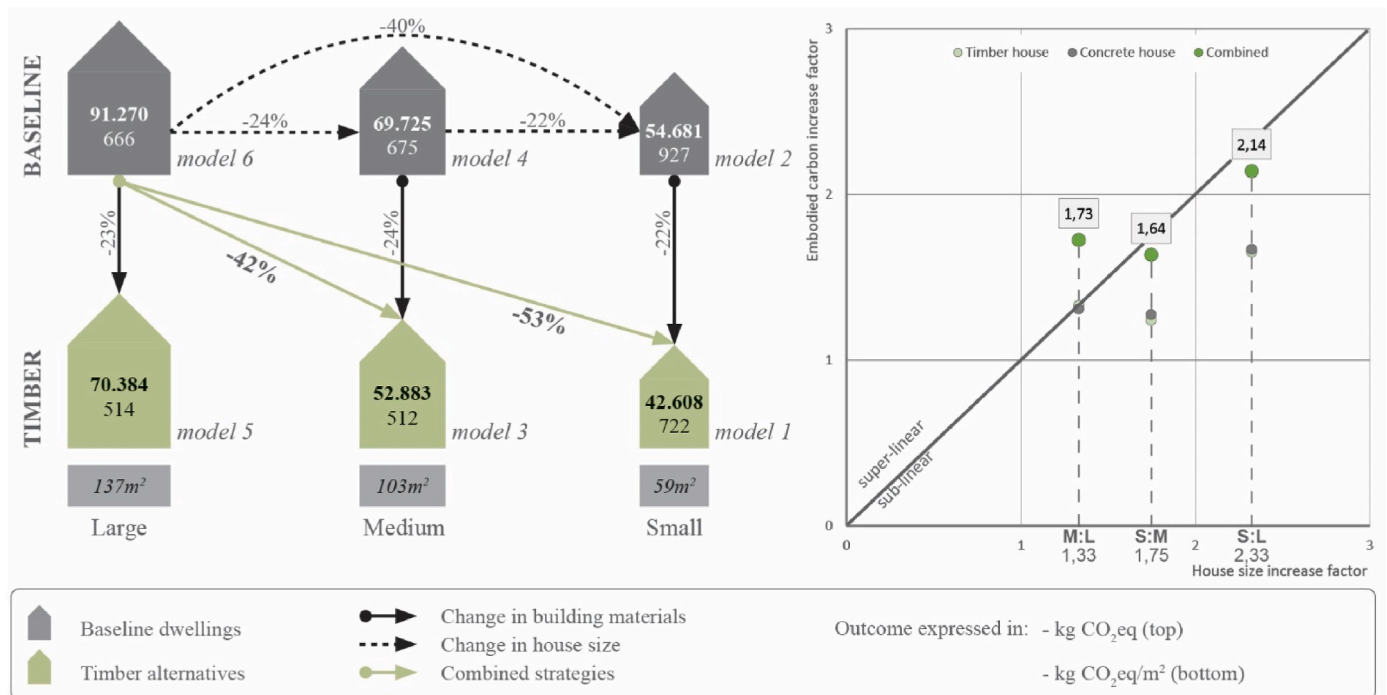 BASELINE
-40%
-24%
-22%
91.270
666
model 6
69.725
675
model 4
54.681
927
model 2
-23%
-24%
-22%
-42%
-53%
TIMBER
70.384
514
model 5
52.883
512
model 3
42.608
722
model 1
137m²
103m²
59m²
Large
Medium
Small
Embodied carbon increase factor
Timber house
Concrete house
Combined
3
2
1
0
2,14
1,73
1,64
super-linear
sub-linear
0
1
2
3
M:L
1,33
S:M
1,75
S:L
2,33
House size increase factor
Baseline dwellings
Timber alternatives
Change in building materials
Change in house size
Combined strategies
Outcome expressed in: - kg CO₂eq (top)
- kg CO₂eq/m² (bottom)